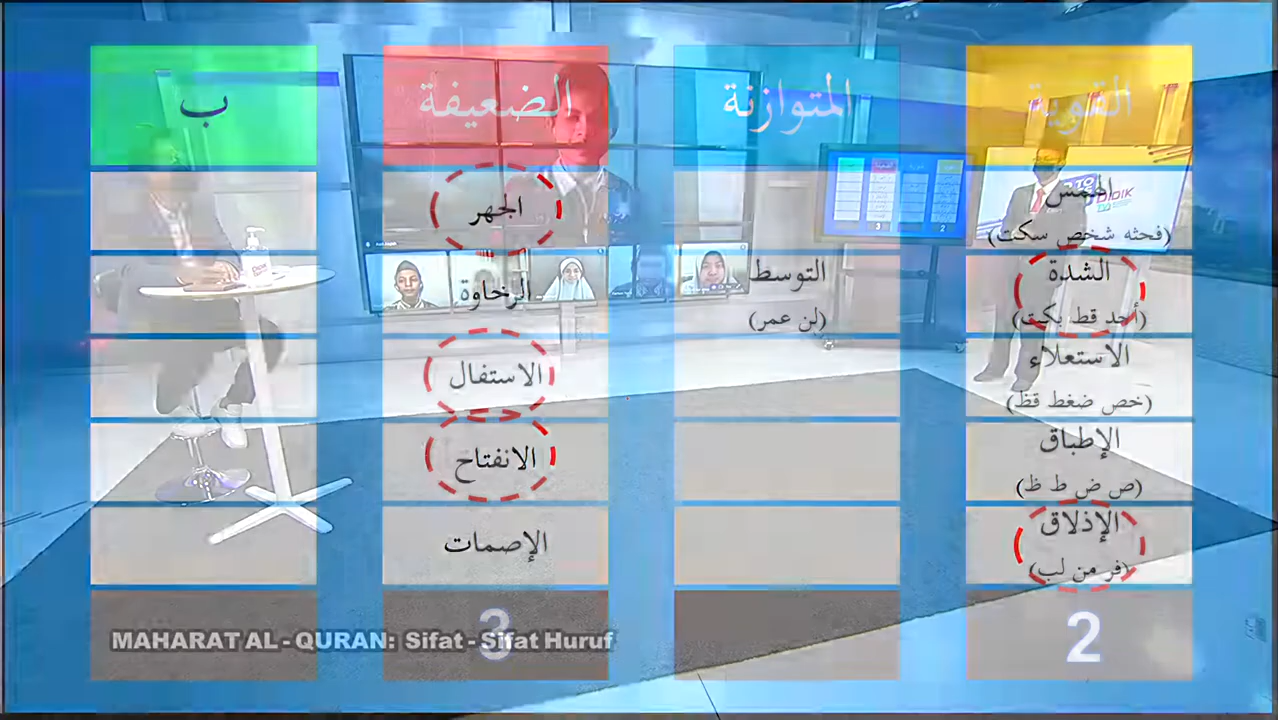 القوية
المتوازنة
الضعيفة
ب
الهمس
(فحثه شخص سكت)
الجهر
الشدة
(أجد قط بكت)
التوسط
(لن عمر)
الرخاوة
الاستعلاء
(خص ضغط قظ)
الاستفال
الإطباق
(ص ض ط ظ)
الانفتاح
الإذلاق
(فر من لب)
الإصمات
2
3
MAHARAT AL-QURAN: Sifat-Sifat Huruf
DIDIK